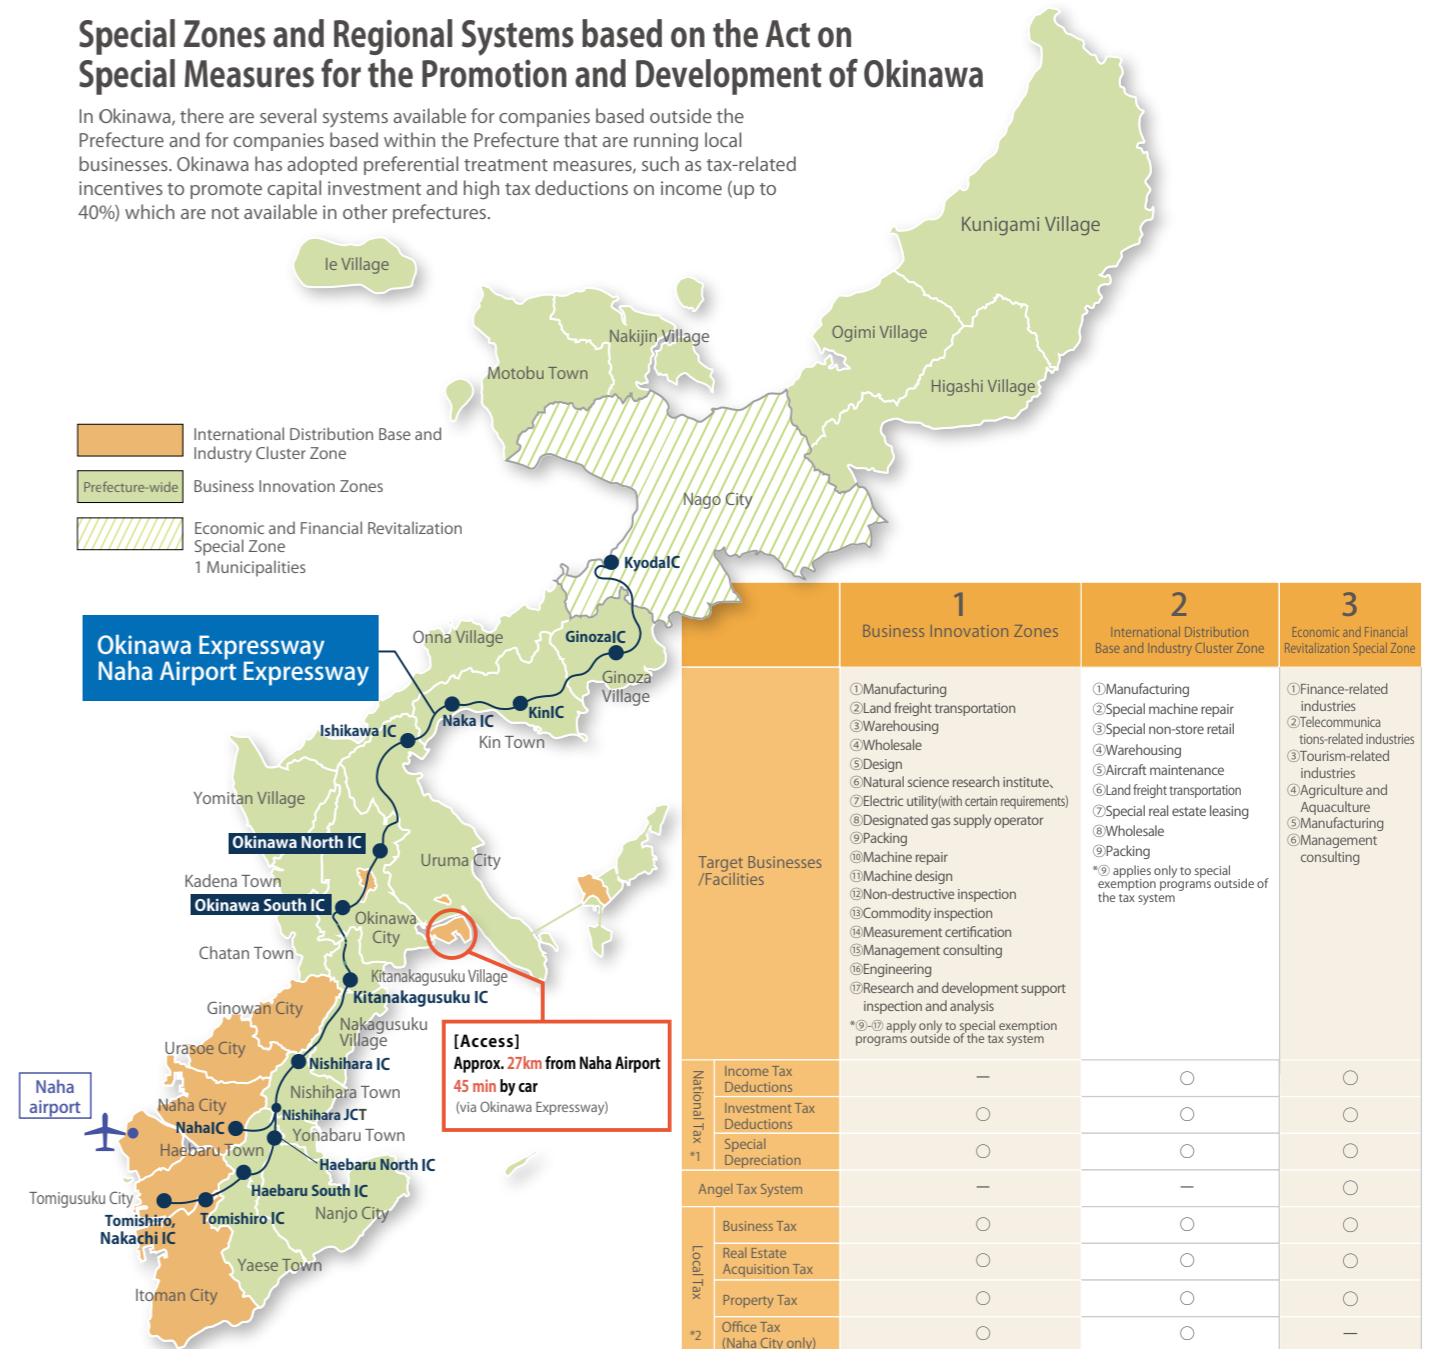 Special Zones and Regional Systems based on the Act on
Special Measures for the Promotion and Development of Okinawa
In Okinawa, there are several systems available for companies based outside the
Prefecture and for companies based within the Prefecture that are running local
businesses. Okinawa has adopted preferential treatment measures, such as tax-related
incentives to promote capital investment and high tax deductions on income (up to
40%) which are not available in other prefectures.
Kunigami Village
Ie Village
Ogimi Village
Nakijin Village
Motobu Town
Higashi Village
International Distribution Base and
Industry Cluster Zone
Prefecture-wide
Business Innovation Zones
Economic and Financial Revitalization
Special Zone
1 Municipalities
Nago City
KyodaIC
Okinawa Expressway
Naha Airport Expressway
Onna Village
GinozaIC
Ginoza
Village
Naka IC
KinIC
Ishikawa IC
Kin Town
Yomitan Village
Okinawa North IC
Uruma City
Kadena Town
Okinawa South IC
Okinawa
City
Chatan Town
Kitanakagusuku Village
Kitanakagusuku IC
Ginowan City
Nakagusuku
Village
Urasoe City
Nishihara IC
[Access]
Approx. 27km from Naha Airport
45 min by car
(via Okinawa Expressway)
Naha
airport
Nishihara Town
Naha City
Nishihara JCT
NahaIC
Yonabaru Town
Haebaru Town
Haebaru North IC
Haebaru South IC
Tomigusuku City
Tomishiro,
Nakachi IC
Tomishiro IC
Nanjo City
Yaese Town
Itoman City
1
Business Innovation Zones
2
International Distribution
Base and Industry Cluster Zone
3
Economic and Financial
Revitalization Special Zone
Target Businesses
/Facilities
①Manufacturing
②Land freight transportation
③Warehousing
④Wholesale
⑤Design
⑥Natural science research institute、
⑦Electric utility(with certain requirements)
⑧Designated gas supply operator
⑨Packing
⑩Machine repair
⑪Machine design
⑫Non-destructive inspection
⑬Commodity inspection
⑭Measurement certification
⑮Management consulting
⑯Engineering
⑰Research and development support
inspection and analysis
*⑨-⑰ apply only to special exemption
programs outside of the tax system
①Manufacturing
②Special machine repair
③Special non-store retail
④Warehousing
⑤Aircraft maintenance
⑥Land freight transportation
⑦Special real estate leasing
⑧Wholesale
⑨Packing
*⑨ applies only to special
exemption programs outside of
the tax system
①Finance-related
industries
②Telecommunica
tions-related industries
③Tourism-related
industries
④Agriculture and
Aquaculture
⑤Manufacturing
⑥Management
consulting
National Tax
*1
Income Tax
Deductions
— ○ ○
Investment Tax
Deductions
○ ○ ○
Special
Depreciation
○ ○ ○
Angel Tax System
— — ○
Local Tax
*2
Business Tax
○ ○ ○
Real Estate
Acquisition Tax
○ ○ ○
Property Tax
○ ○ ○
Office Tax
(Naha City only)
○ ○ —